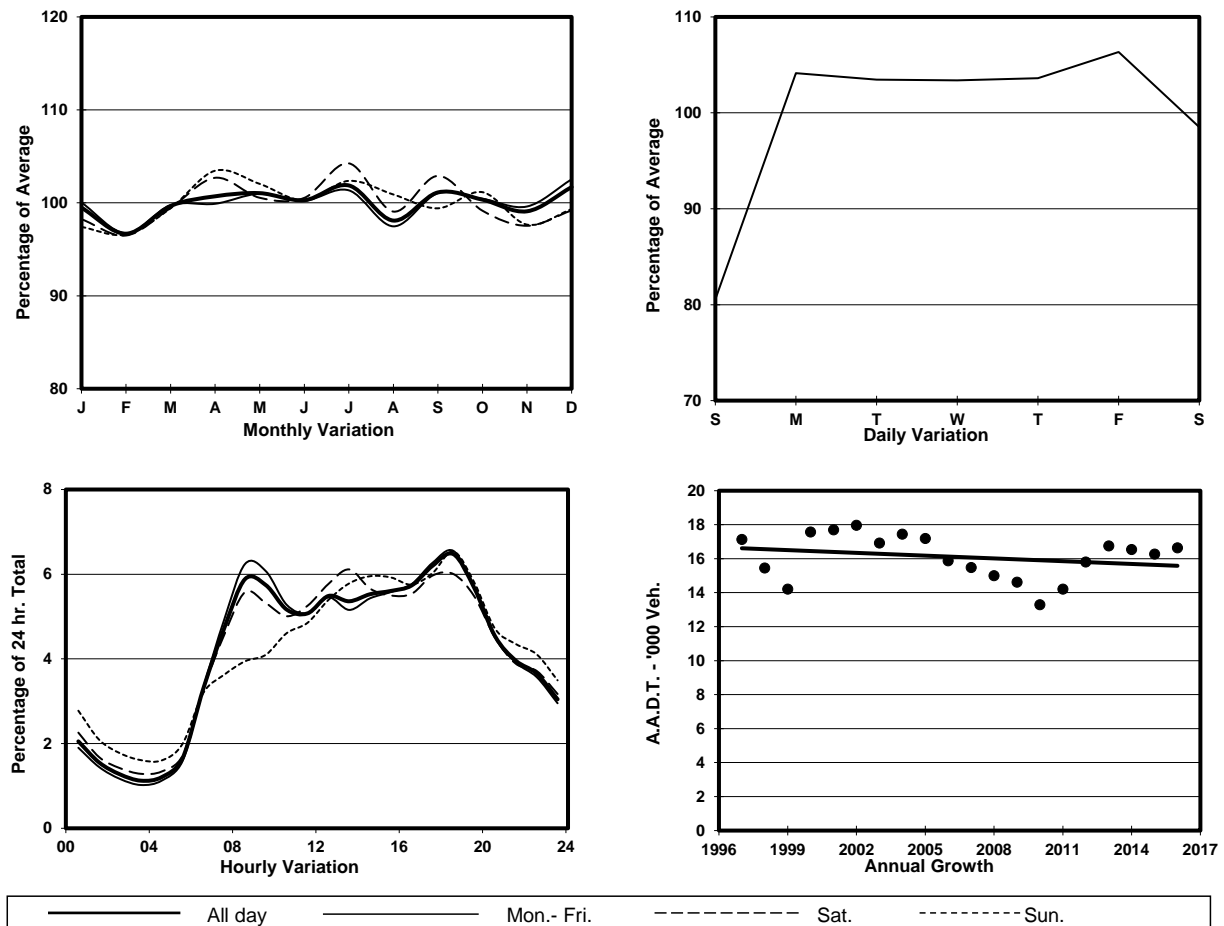 120
110
100
90
80
Percentage of Average
J F M A M J J A S O N D
Monthly Variation
110
100
90
80
70
Percentage of Average
S M T W T F S
Daily Variation
8
6
4
2
0
Percentage of 24 hr. Total
00 04 08 12 16 20 24
Hourly Variation
20
18
16
14
12
10
8
6
4
2
0
A.A.D.T. - '000 Veh.
1996 1999 2002 2005 2008 2011 2014 2017
Annual Growth
All day Mon.- Fri. Sat. Sun.